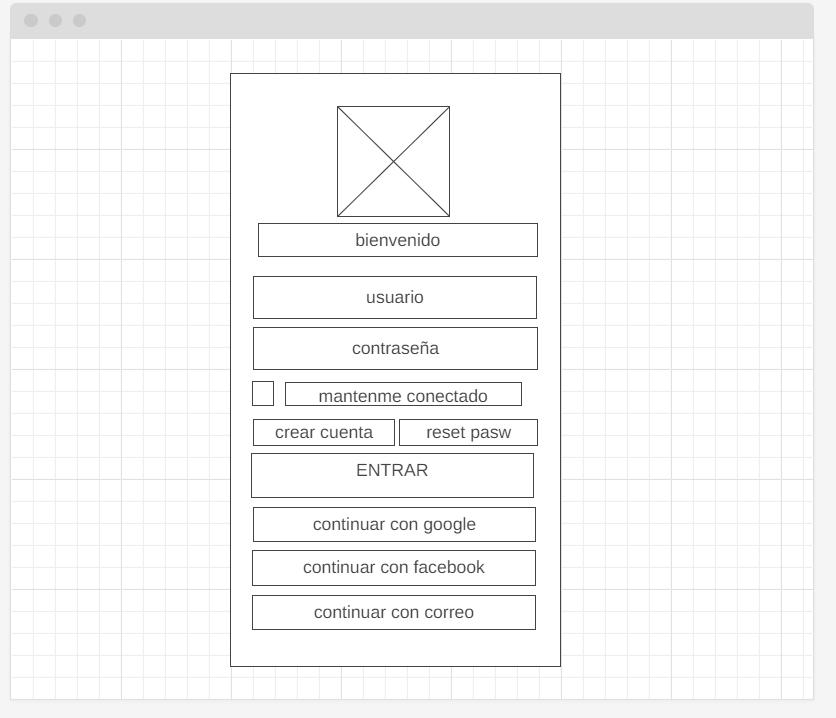 bienvenido
usuario
contraseña
mantenme conectado
crear cuenta
reset pasw
ENTRAR
continuar con google
continuar con facebook
continuar con correo